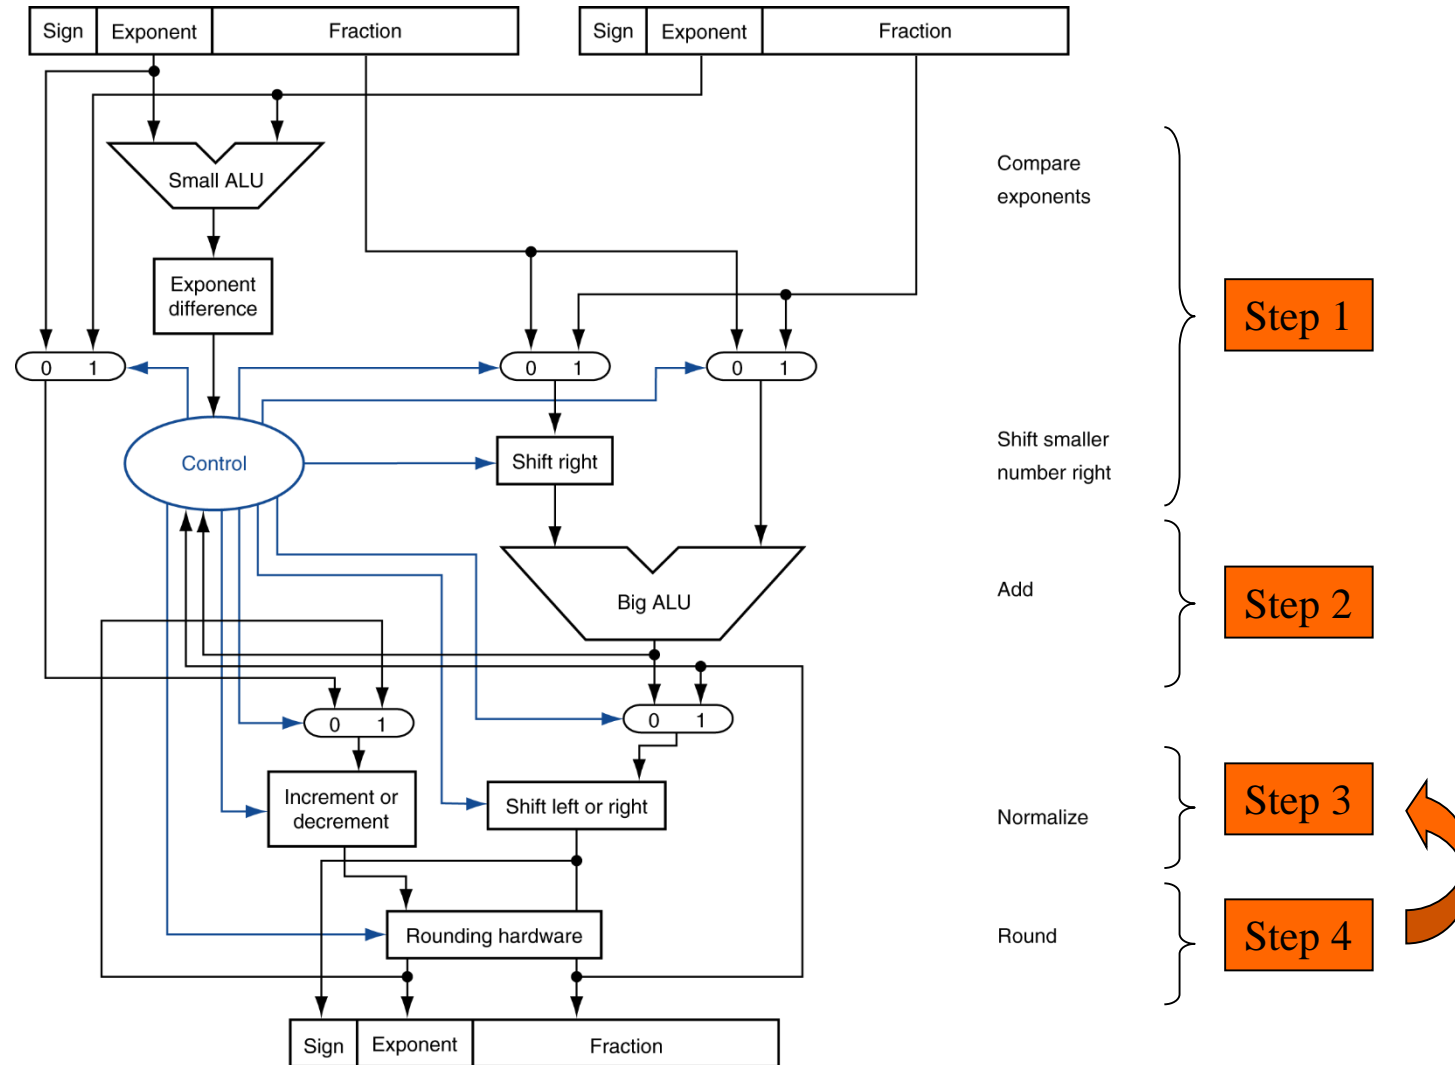 Sign Exponent Fraction Sign Exponent Fraction
Compare
exponents
Small ALU
Step 1
Exponent
difference
0 1 0 1 0 1
Shift smaller
number right
Control
Shift right
Add
Big ALU
Step 2
0 1 0 1
Increment or
decrement
Shift left or right
Normalize
Step 3
Rounding hardware
Round
Step 4
Sign Exponent Fraction